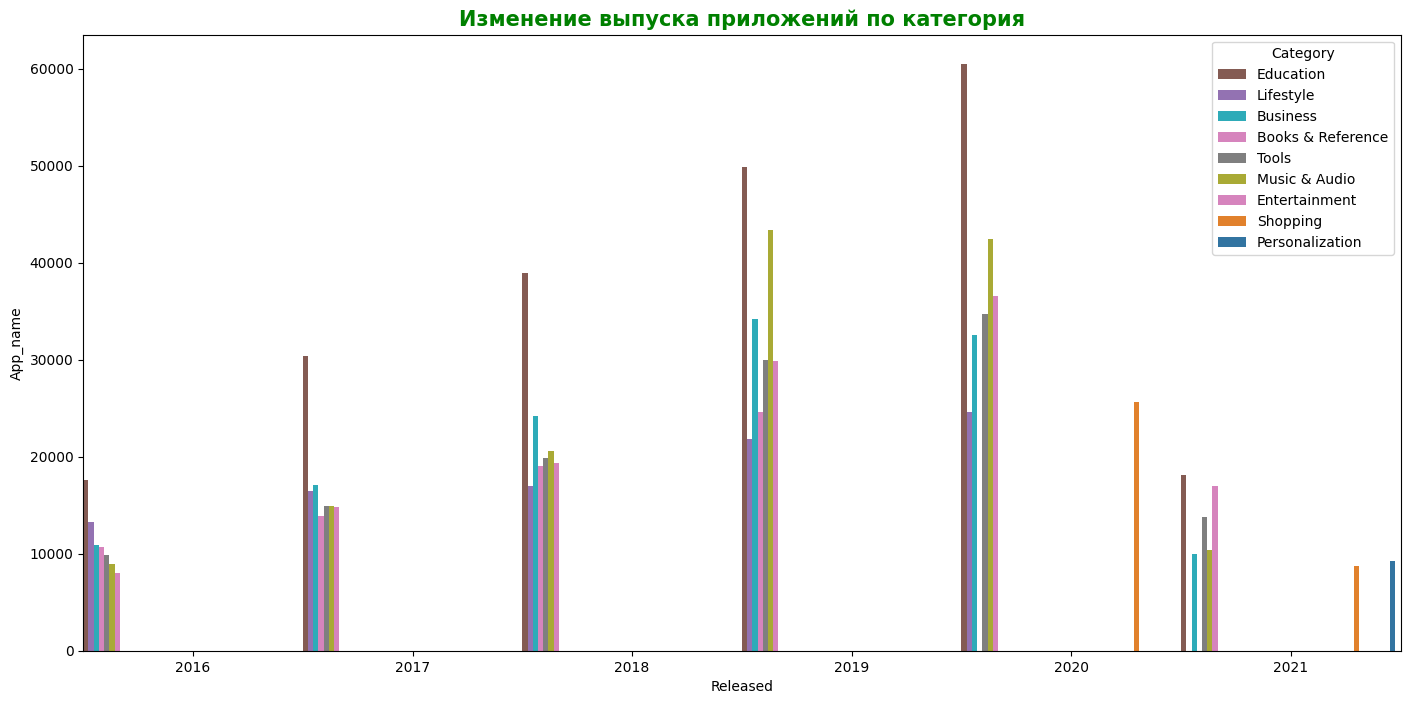 Изменение выпуска приложений по категория
Category
Education
Lifestyle
Business
Books & Reference
Tools
Music & Audio
Entertainment
Shopping
Personalization
60000
50000
40000
30000
20000
10000
0
App_name
2016 2017 2018 2019 2020 2021
Released